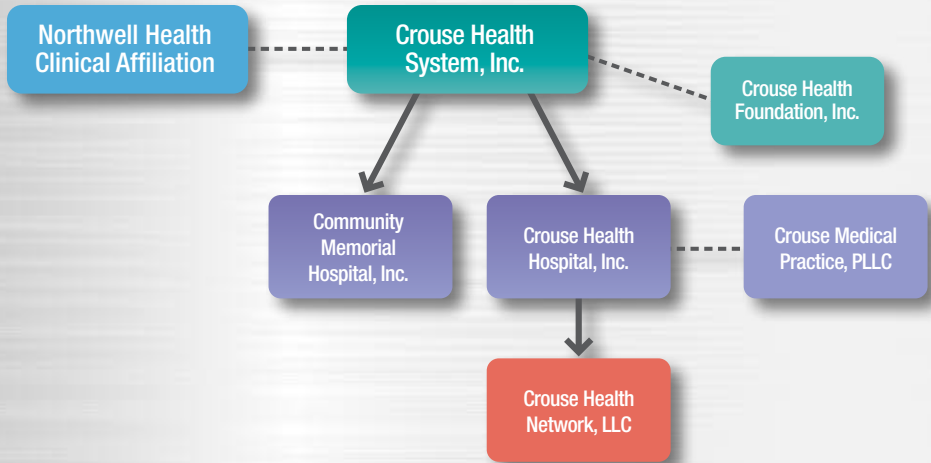 Northwell Health
Clinical Affiliation
Crouse Health
System, Inc.
Crouse Health
Foundation, Inc.
Community
Memorial
Hospital, Inc.
Crouse Health
Hospital, Inc.
Crouse Medical
Practice, PLLC
Crouse Health
Network, LLC